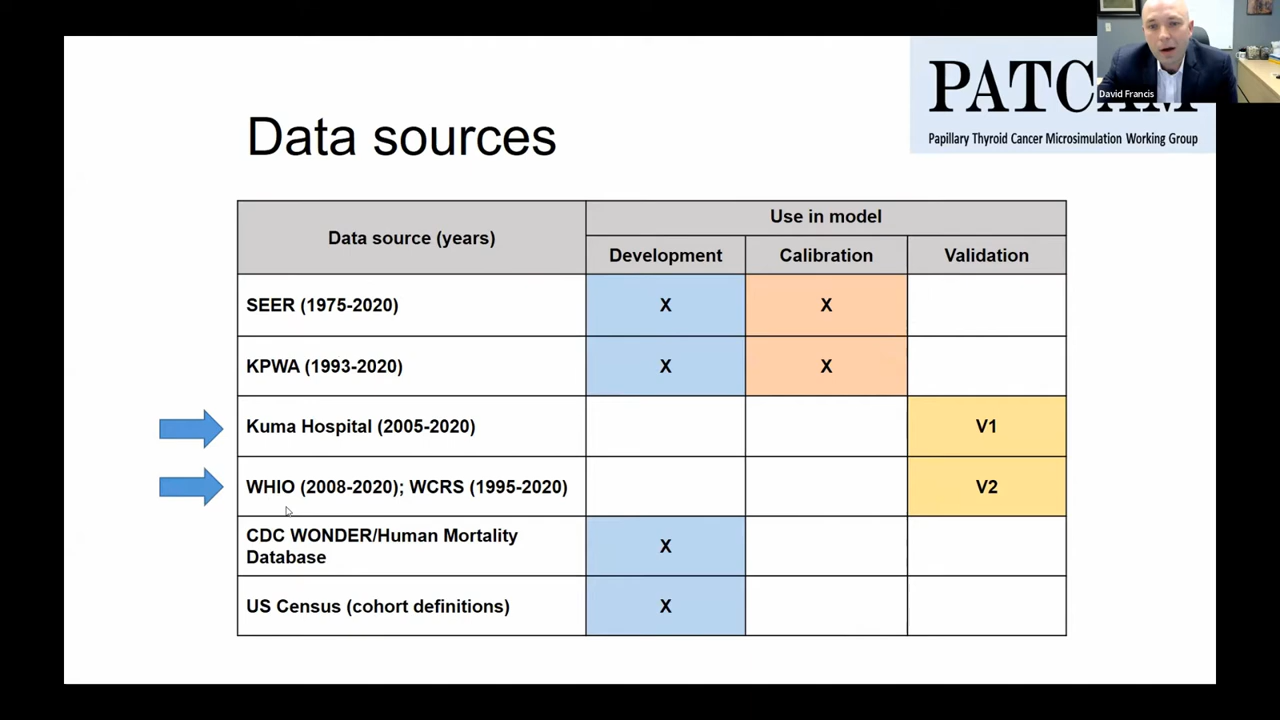 David Francis
PATCAM
Papillary Thyroid Cancer Microsimulation Working Group
Data sources
Data source (years)
Use in model
Development
Calibration
Validation
SEER (1975-2020)
X
X
KPWA (1993-2020)
X
X
Kuma Hospital (2005-2020)
V1
WHIO (2008-2020); WCRS (1995-2020)
V2
CDC WONDER/Human Mortality
Database
X
US Census (cohort definitions)
X